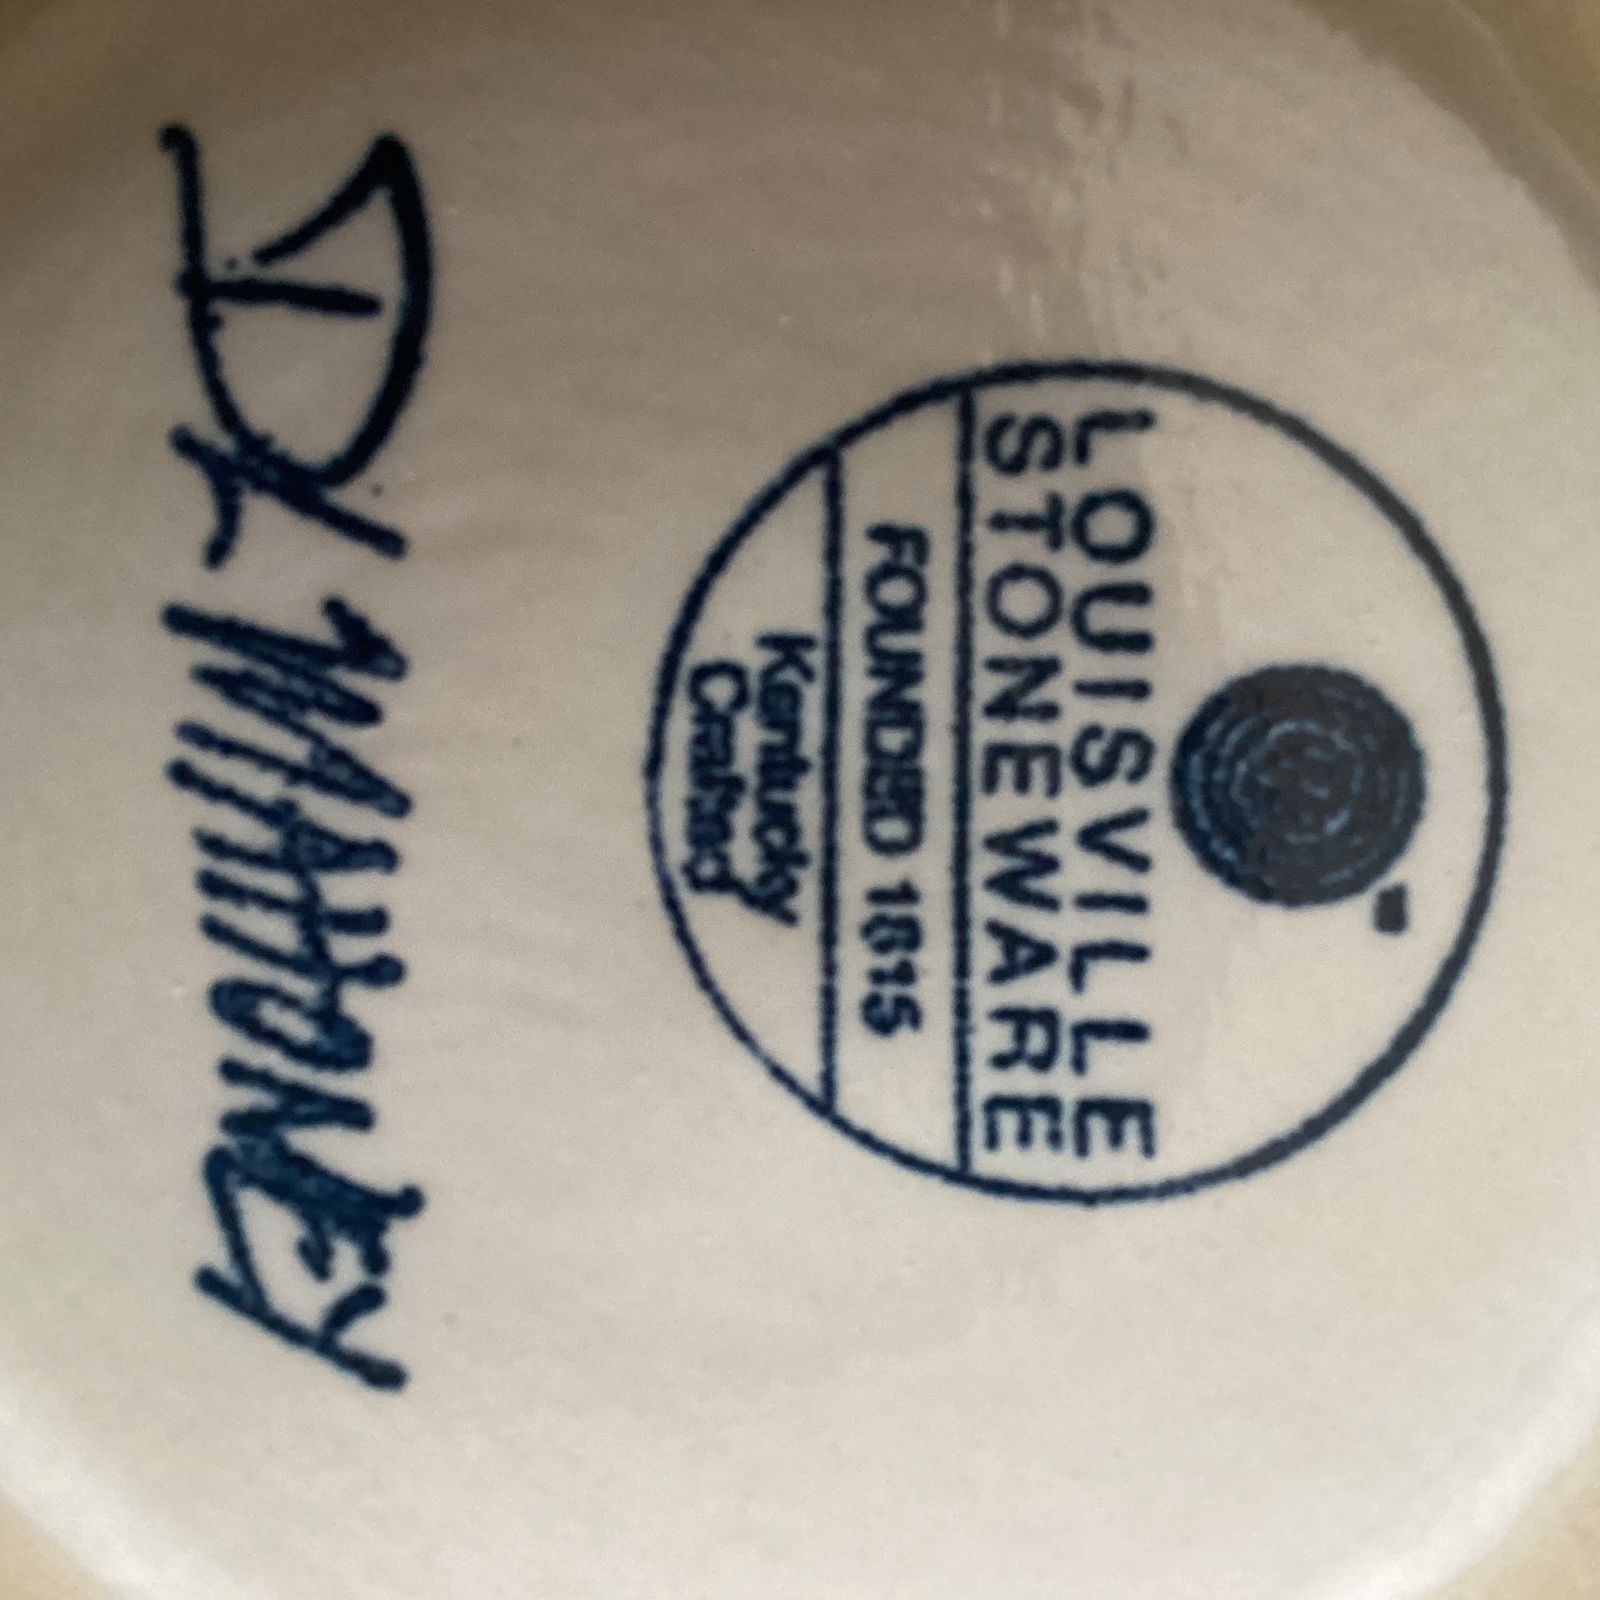 LOUISVILLE
STONEWARE
FOUNDED 1815
Kentucky
Crafted